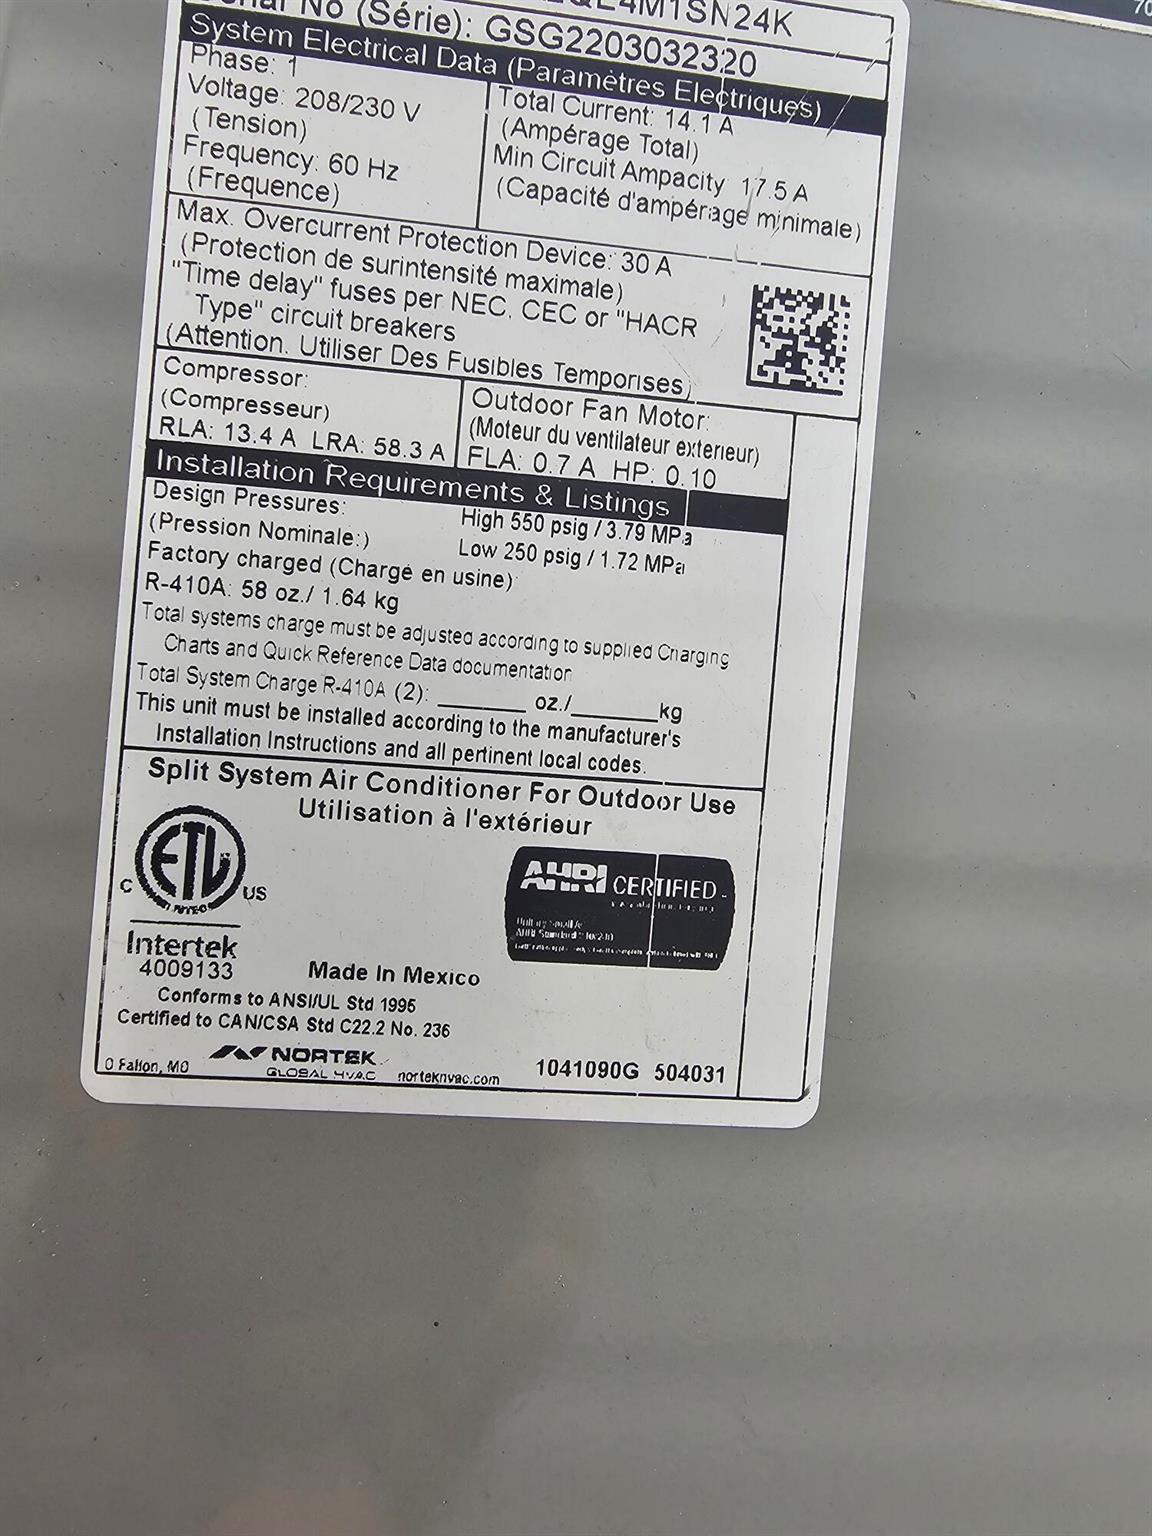 QE4M1SN24K
Serial No (Série): GSG2203032320
System Electrical Data (Paramètres Electriques)
Phase: 1
Voltage: 208/230 V
(Tension)
Frequency: 60 Hz
(Frequence)
Total Current: 14.1 A
(Ampérage Total)
Min Circuit Ampacity 17.5 A
(Capacité d'ampérage minimale)
Max. Overcurrent Protection Device: 30 A
(Protection de surintensité maximale)
"Time delay" fuses per NEC, CEC or "HACR
Type" circuit breakers
(Attention. Utiliser Des Fusibles Temporises)
Compressor:
(Compresseur)
RLA: 13.4 A LRA: 58.3 A
Outdoor Fan Motor:
(Moteur du ventilateur exterieur)
FLA: 0.7 A HP: 0.10
Installation Requirements & Listings
Design Pressures: High 550 psig / 3.79 MPa
(Pression Nominale:) Low 250 psig / 1.72 MPa
Factory charged (Charge en usine)
R-410A: 58 oz./ 1.64 kg
Total systems charge must be adjusted according to supplied Charging
Charts and Quick Reference Data documentation
Total System Charge R-410A (2): ______ oz./______kg
This unit must be installed according to the manufacturer's
Installation Instructions and all pertinent local codes.
Split System Air Conditioner For Outdoor Use
Utilisation à l'extérieur
ETL
C US
Intertek
4009133
AHRI CERTIFIED
Made In Mexico
Conforms to ANSI/UL Std 1995
Certified to CAN/CSA Std C22.2 No. 236
O Fallon, MO
NORTEK
GLOBAL HVAC
nortekhvac.com
1041090G 504031